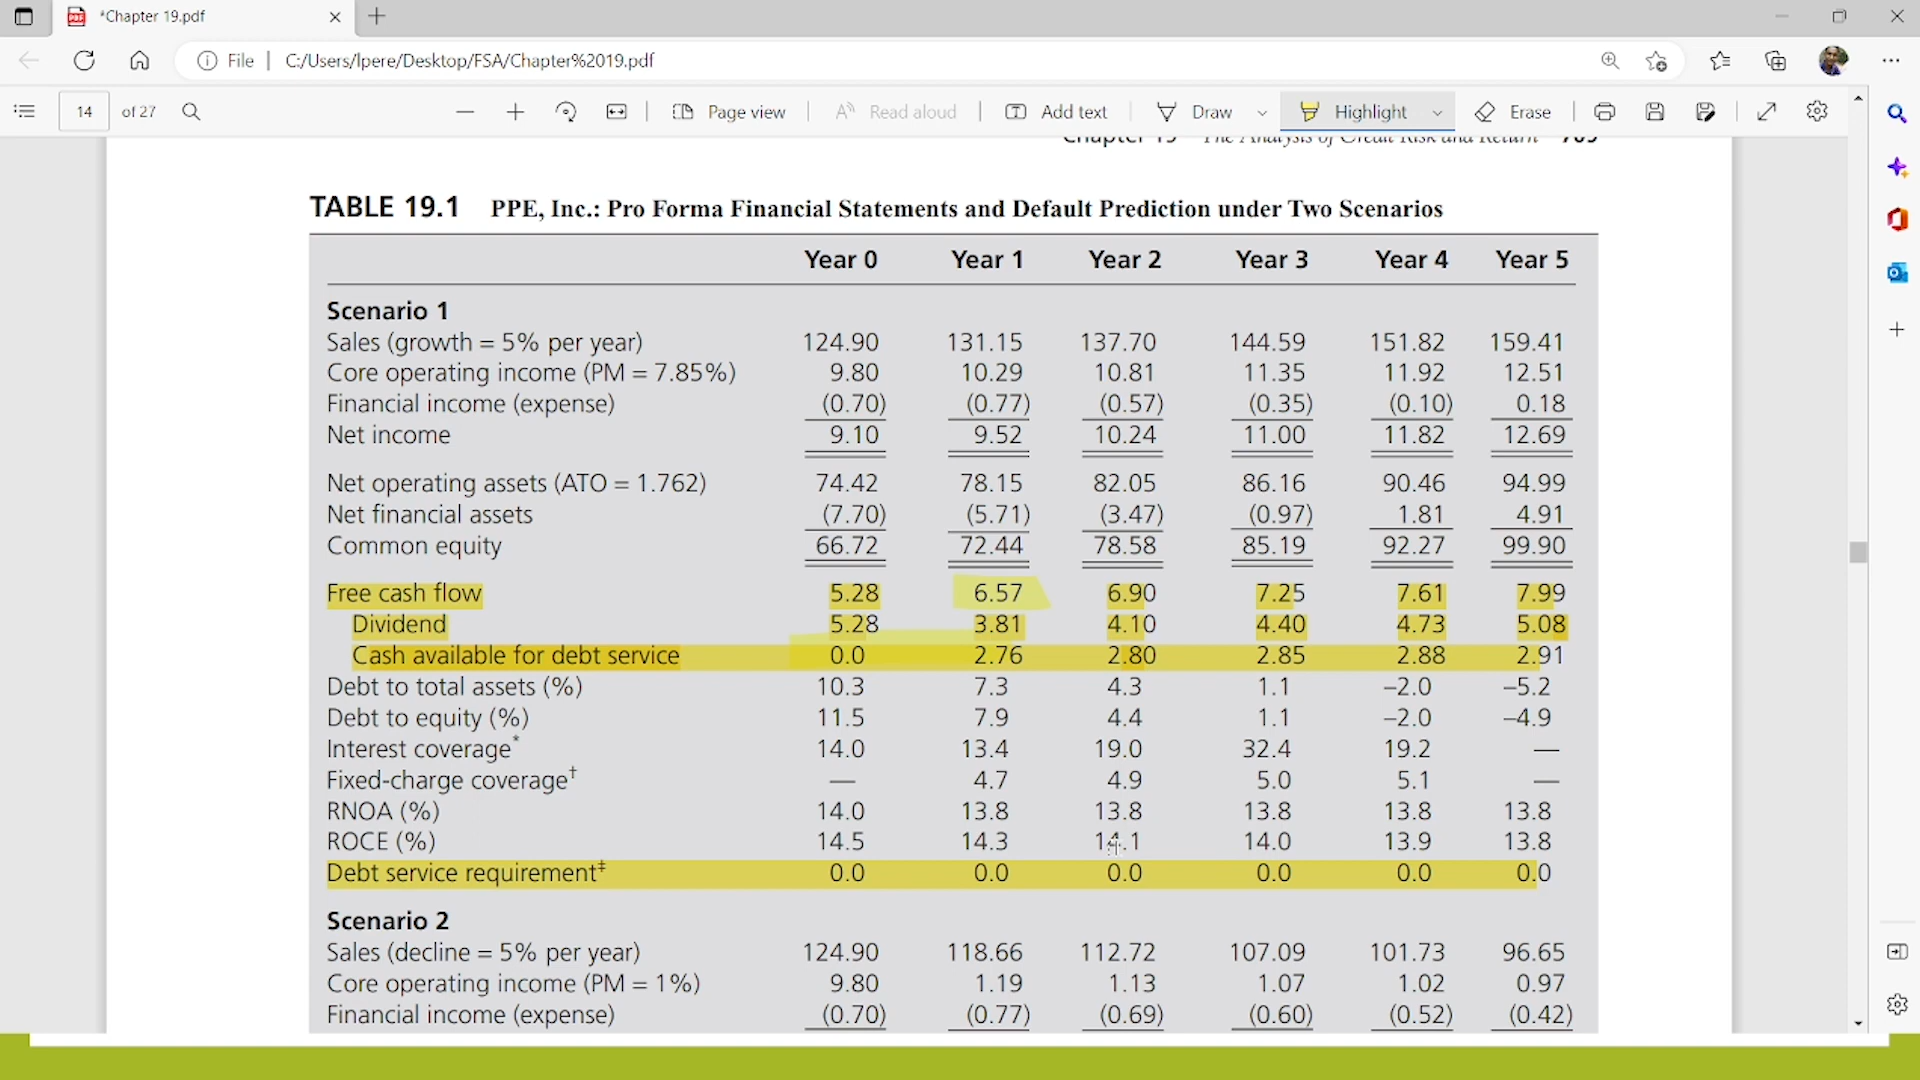 *Chapter 19.pdf
File | C:/Users/lpere/Desktop/FSA/Chapter%2019.pdf
14 of 27 Page view Read aloud Add text Draw Highlight Erase
Chapter 19 The Analysis of Credit Risk and Return 709
TABLE 19.1 PPE, Inc.: Pro Forma Financial Statements and Default Prediction under Two Scenarios
Year 0 Year 1 Year 2 Year 3 Year 4 Year 5
Scenario 1
Sales (growth = 5% per year) 124.90 131.15 137.70 144.59 151.82 159.41
Core operating income (PM = 7.85%) 9.80 10.29 10.81 11.35 11.92 12.51
Financial income (expense) (0.70) (0.77) (0.57) (0.35) (0.10) 0.18
Net income 9.10 9.52 10.24 11.00 11.82 12.69
Net operating assets (ATO = 1.762) 74.42 78.15 82.05 86.16 90.46 94.99
Net financial assets (7.70) (5.71) (3.47) (0.97) 1.81 4.91
Common equity 66.72 72.44 78.58 85.19 92.27 99.90
Free cash flow 5.28 6.57 6.90 7.25 7.61 7.99
Dividend 5.28 3.81 4.10 4.40 4.73 5.08
Cash available for debt service 0.0 2.76 2.80 2.85 2.88 2.91
Debt to total assets (%) 10.3 7.3 4.3 1.1 –2.0 –5.2
Debt to equity (%) 11.5 7.9 4.4 1.1 –2.0 –4.9
Interest coverage* 14.0 13.4 19.0 32.4 19.2 —
Fixed-charge coverage† — 4.7 4.9 5.0 5.1 —
RNOA (%) 14.0 13.8 13.8 13.8 13.8 13.8
ROCE (%) 14.5 14.3 14.1 14.0 13.9 13.8
Debt service requirement‡ 0.0 0.0 0.0 0.0 0.0 0.0
Scenario 2
Sales (decline = 5% per year) 124.90 118.66 112.72 107.09 101.73 96.65
Core operating income (PM = 1%) 9.80 1.19 1.13 1.07 1.02 0.97
Financial income (expense) (0.70) (0.77) (0.69) (0.60) (0.52) (0.42)